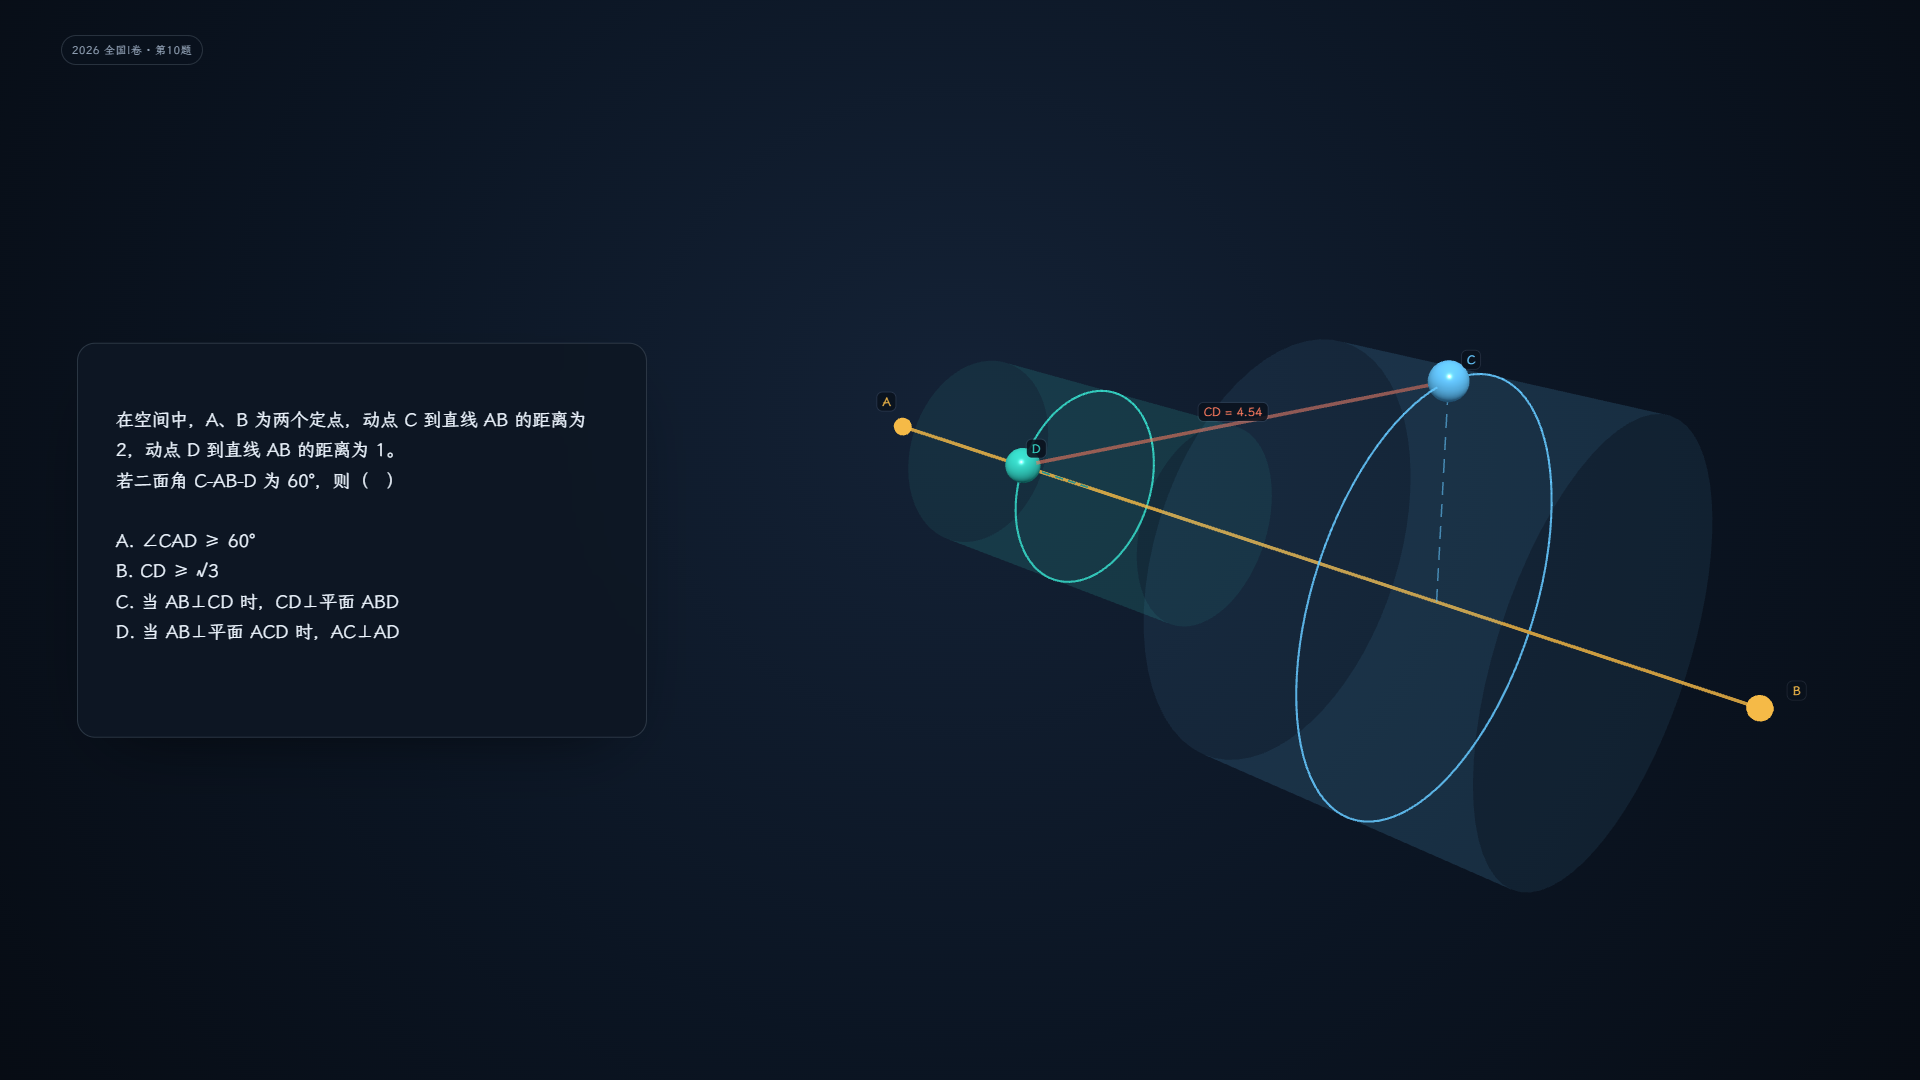 2026 全国I卷·第10题
在空间中，A、B 为两个定点，动点 C 到直线 AB 的距离为
2，动点 D 到直线 AB 的距离为 1。
若二面角 C-AB-D 为 60°，则（ ）
A. ∠CAD ≥ 60°
B. CD ≥ √3
C. 当 AB⊥CD 时，CD⊥平面 ABD
D. 当 AB⊥平面 ACD 时，AC⊥AD
A
D
CD = 4.54
C
B